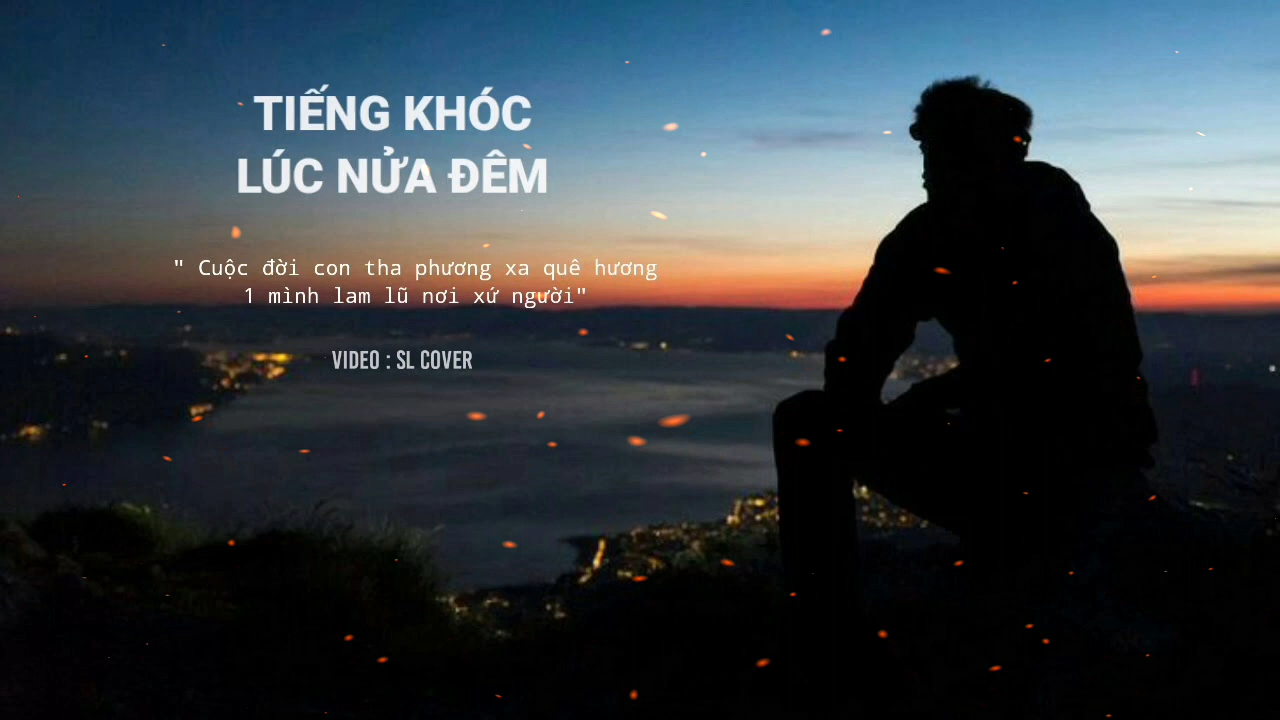 TIẾNG KHÓC
LÚC NỬA ĐÊM
" Cuộc đời con tha phương xa quê hương
1 mình lam lũ nơi xứ người"
VIDEO : SL COVER